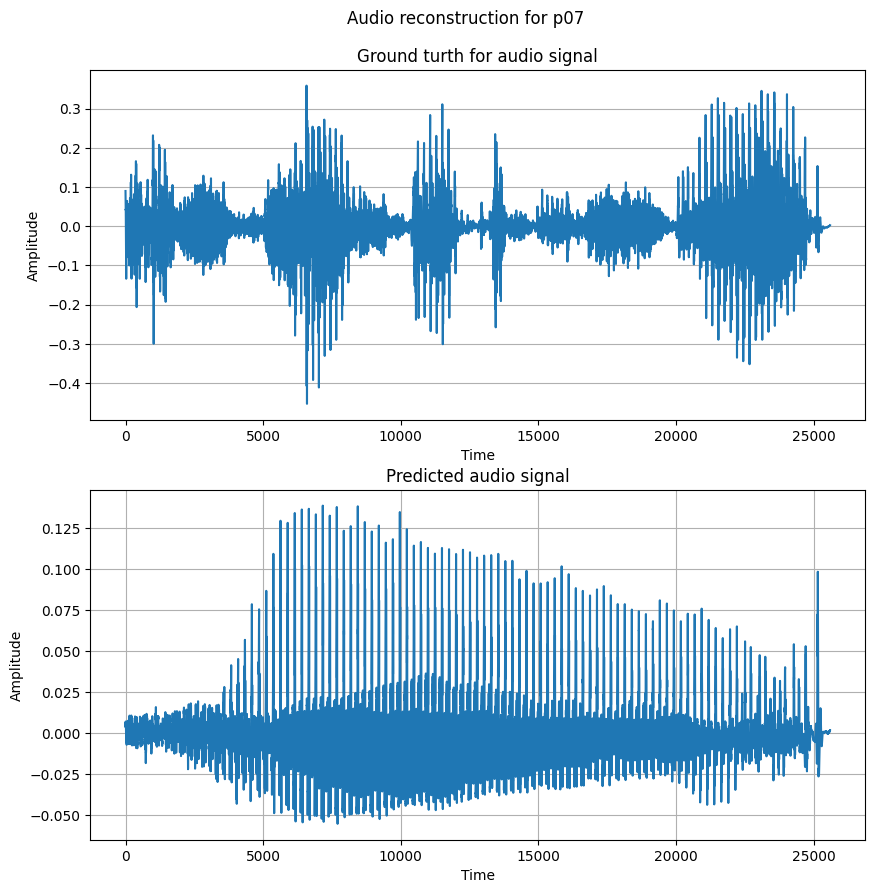 Audio reconstruction for p07
Ground turth for audio signal
0.3
0.2
0.1
0.0
−0.1
−0.2
−0.3
−0.4
Amplitude
0 5000 10000 15000 20000 25000
Time
Predicted audio signal
0.125
0.100
0.075
0.050
0.025
0.000
−0.025
−0.050
Amplitude
0 5000 10000 15000 20000 25000
Time